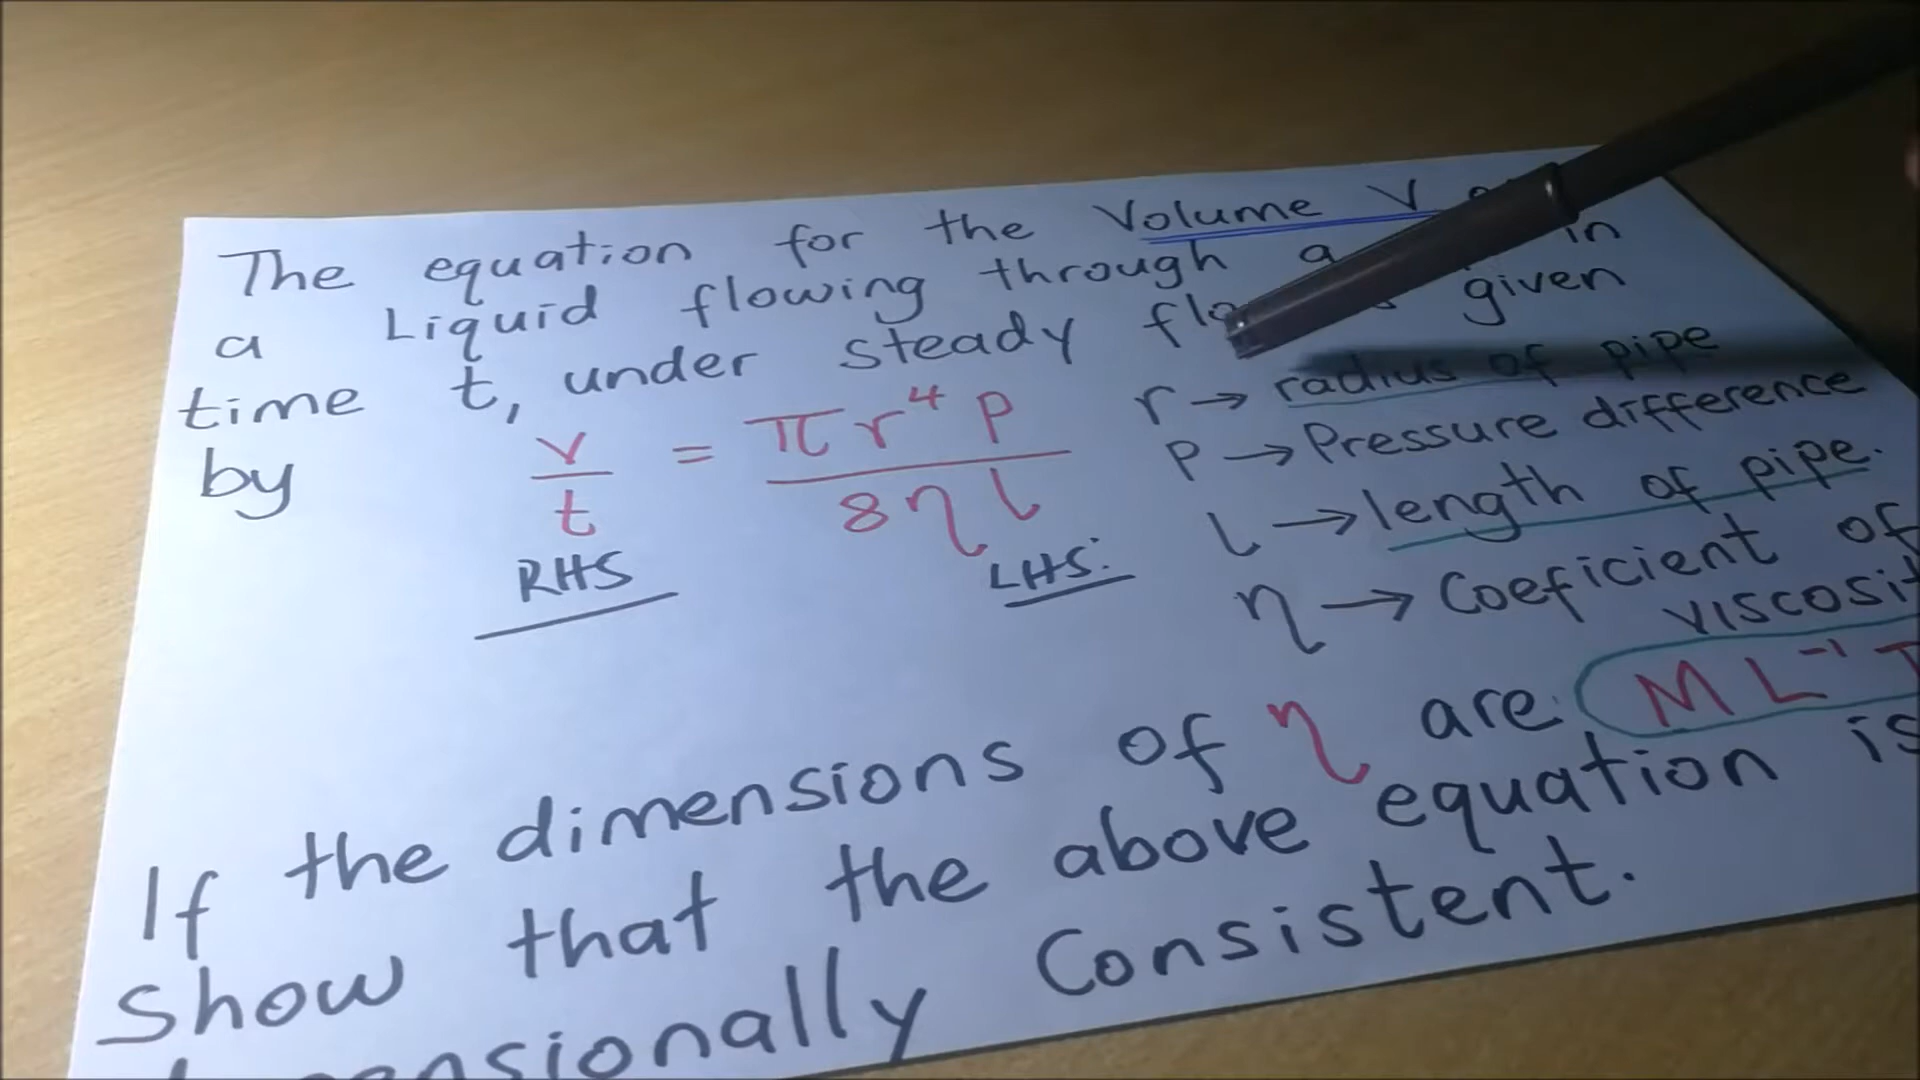 The equation for the Volume V
a Liquid flowing through a in
time t, under steady given
by
v/t = πr⁴p/8ηl
RHS
LHS:
r → radius of pipe
P → Pressure difference
l → length of pipe.
η → Coeficient of
If the dimensions of η are M L⁻¹
Show that the above equation is
Consistent.